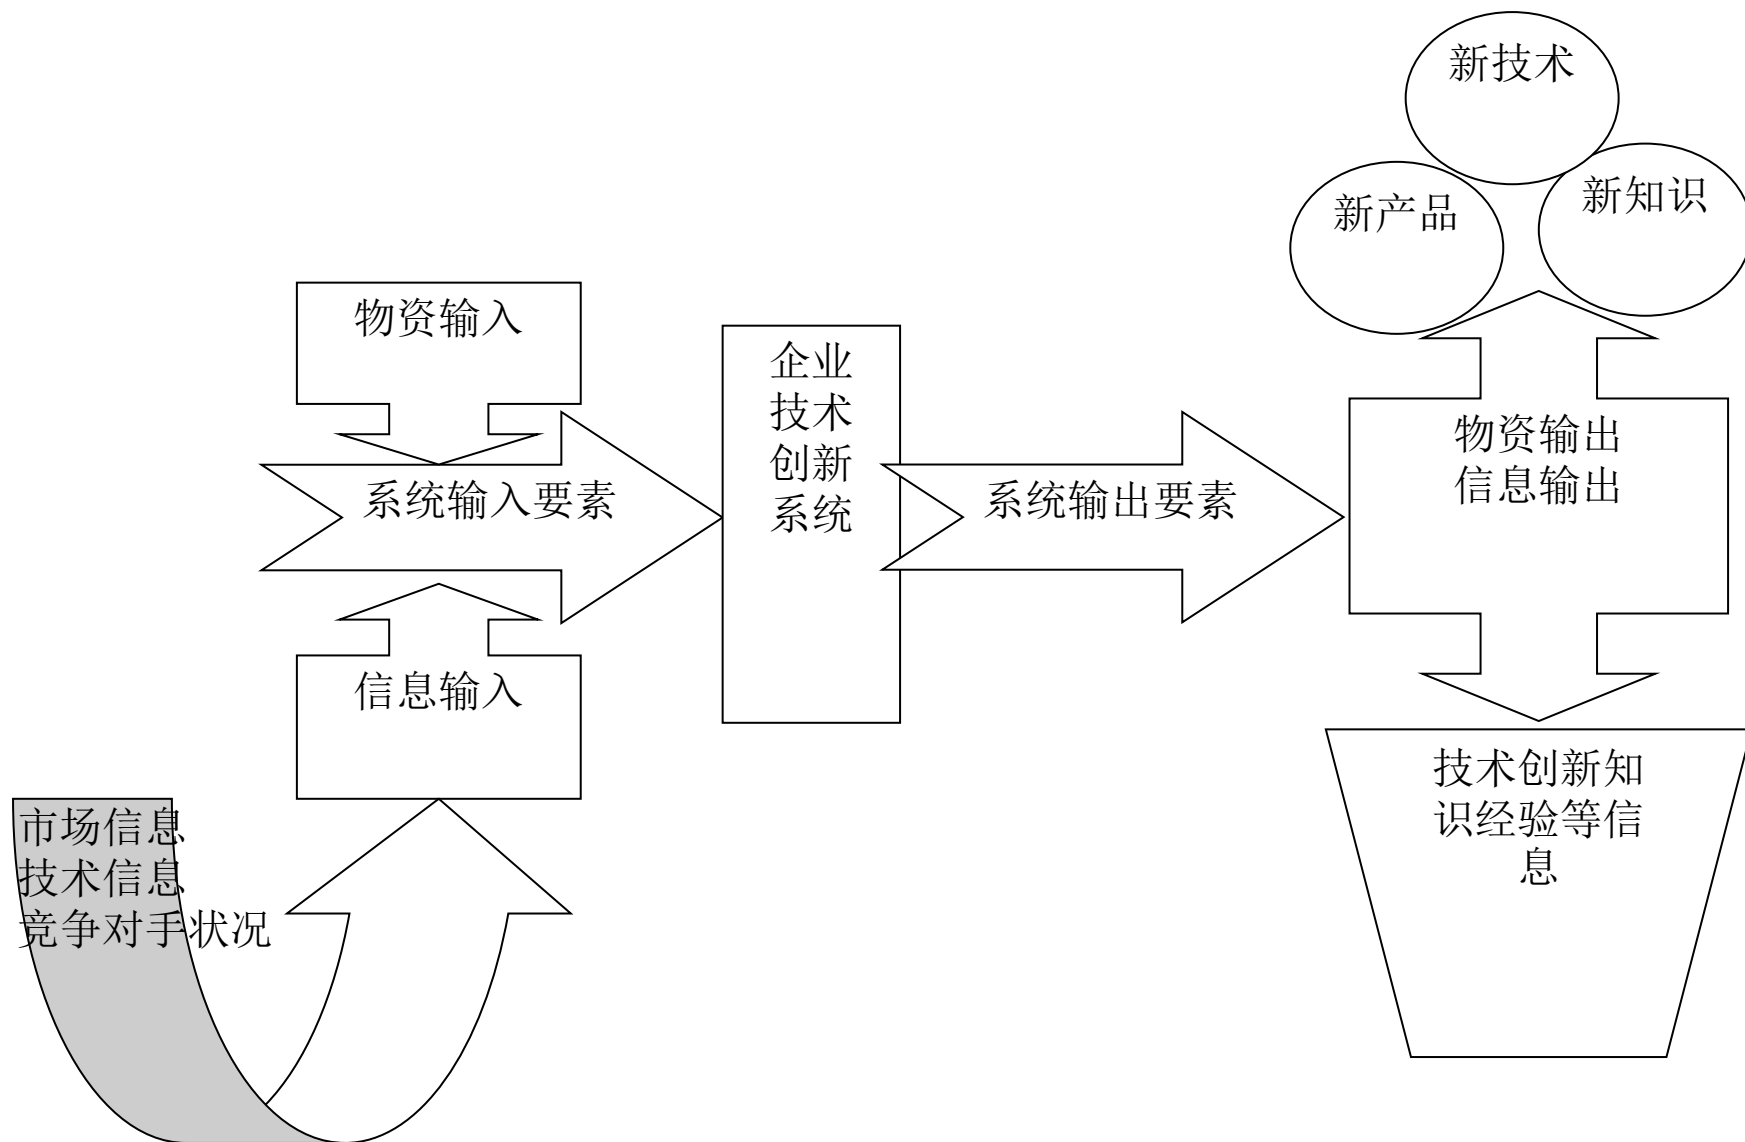 新技术
新知识
新产品
物资输入
企业
技术
创新
系统
系统输入要素
系统输出要素
物资输出
信息输出
信息输入
市场信息
技术信息
竞争对手状况
技术创新知
识经验等信
息